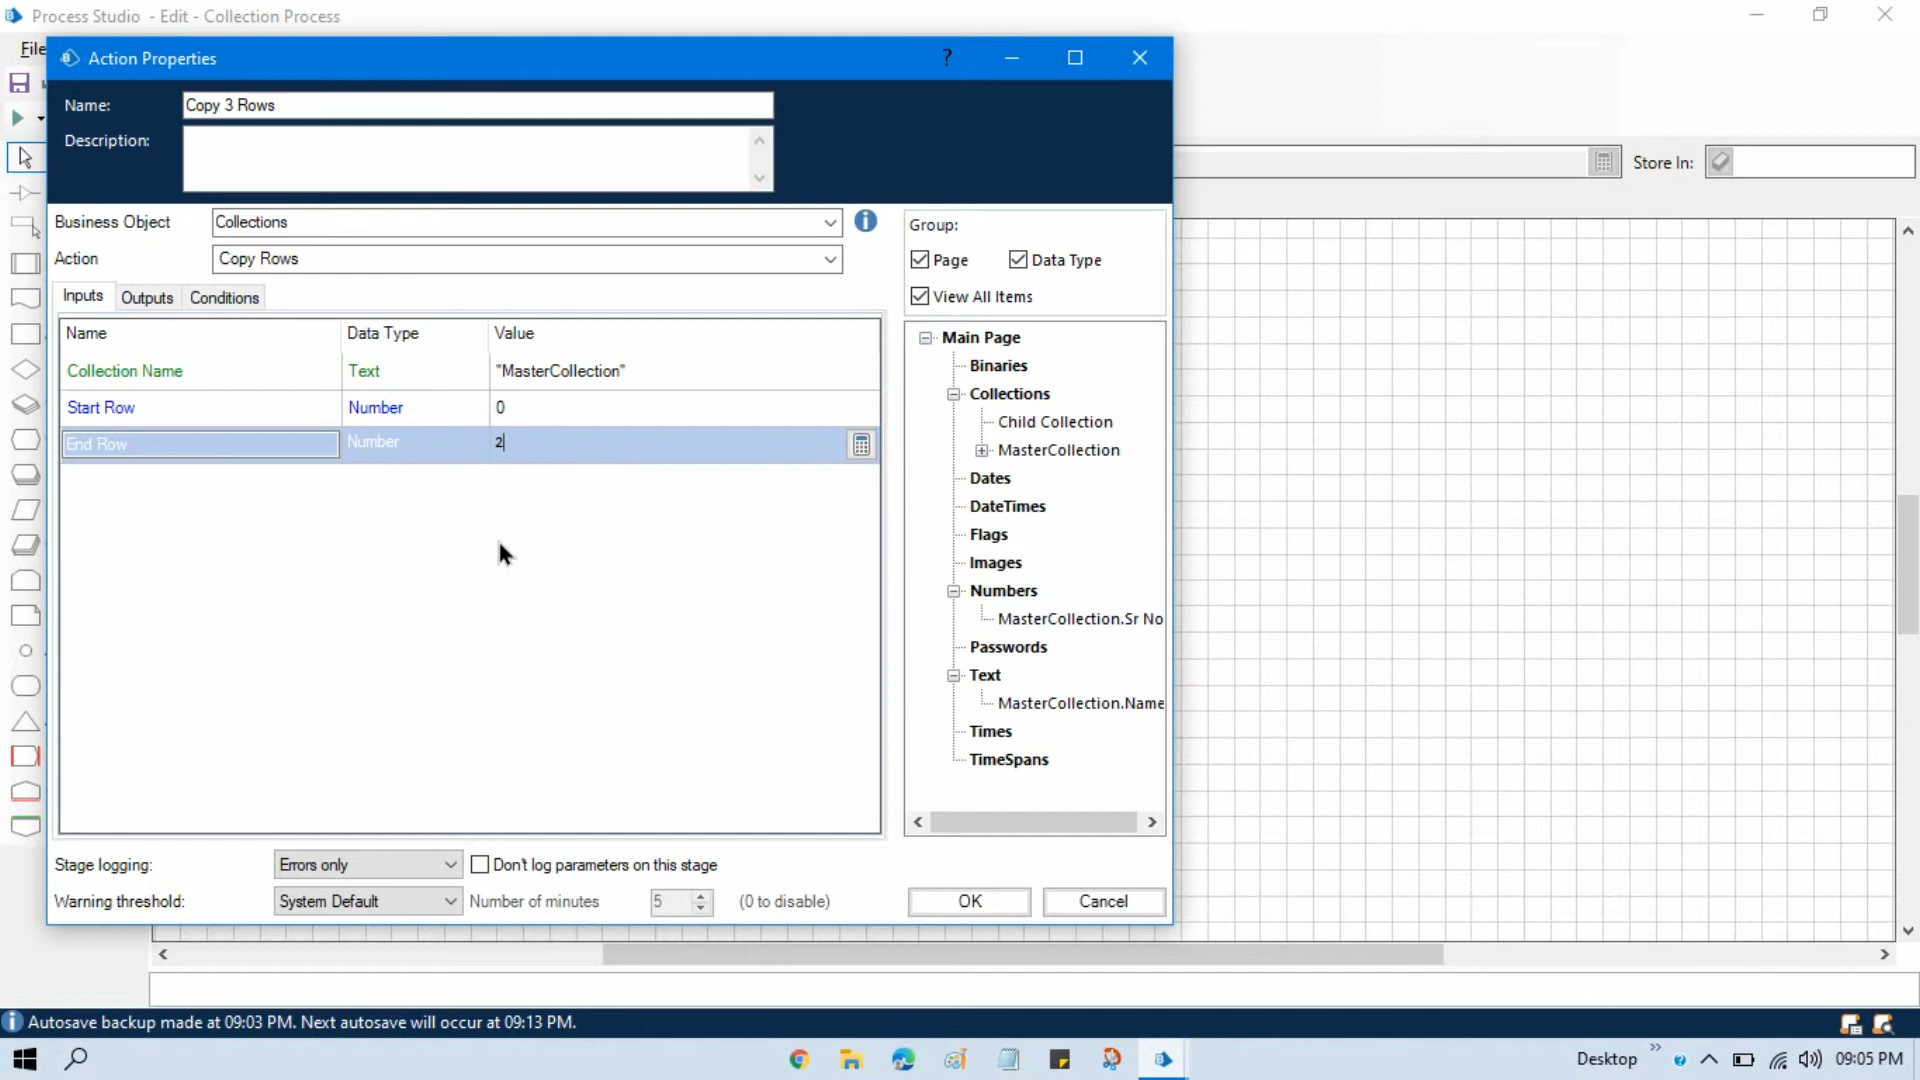 Process Studio - Edit - Collection Process
File
Action Properties
?
Name:
Copy 3 Rows
Description:
Store In:
Business Object
Collections
Action
Copy Rows
Inputs
Outputs
Conditions
Name
Data Type
Value
Collection Name
Text
"MasterCollection"
Start Row
Number
0
End Row
Number
2
Group:
Page
Data Type
View All Items
Main Page
Binaries
Collections
Child Collection
MasterCollection
Dates
DateTimes
Flags
Images
Numbers
MasterCollection.Sr No
Passwords
Text
MasterCollection.Name
Times
TimeSpans
Stage logging:
Errors only
Don't log parameters on this stage
Warning threshold:
System Default
Number of minutes
5
(0 to disable)
OK
Cancel
Autosave backup made at 09:03 PM. Next autosave will occur at 09:13 PM.
Desktop
09:05 PM